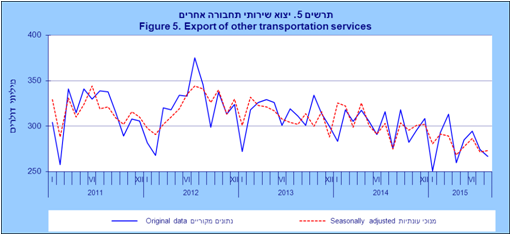 תרשים 5. יצוא שירותי תחבורה אחרים
Figure 5. Export of other transportation services
מיליוני דולרים
400
350
300
250
I VI XII I VI XII I VI XII I VI XII I VI
2011 2012 2013 2014 2015
Original data נתונים מקוריים
Seasonally adjusted מנוכי עונתיות